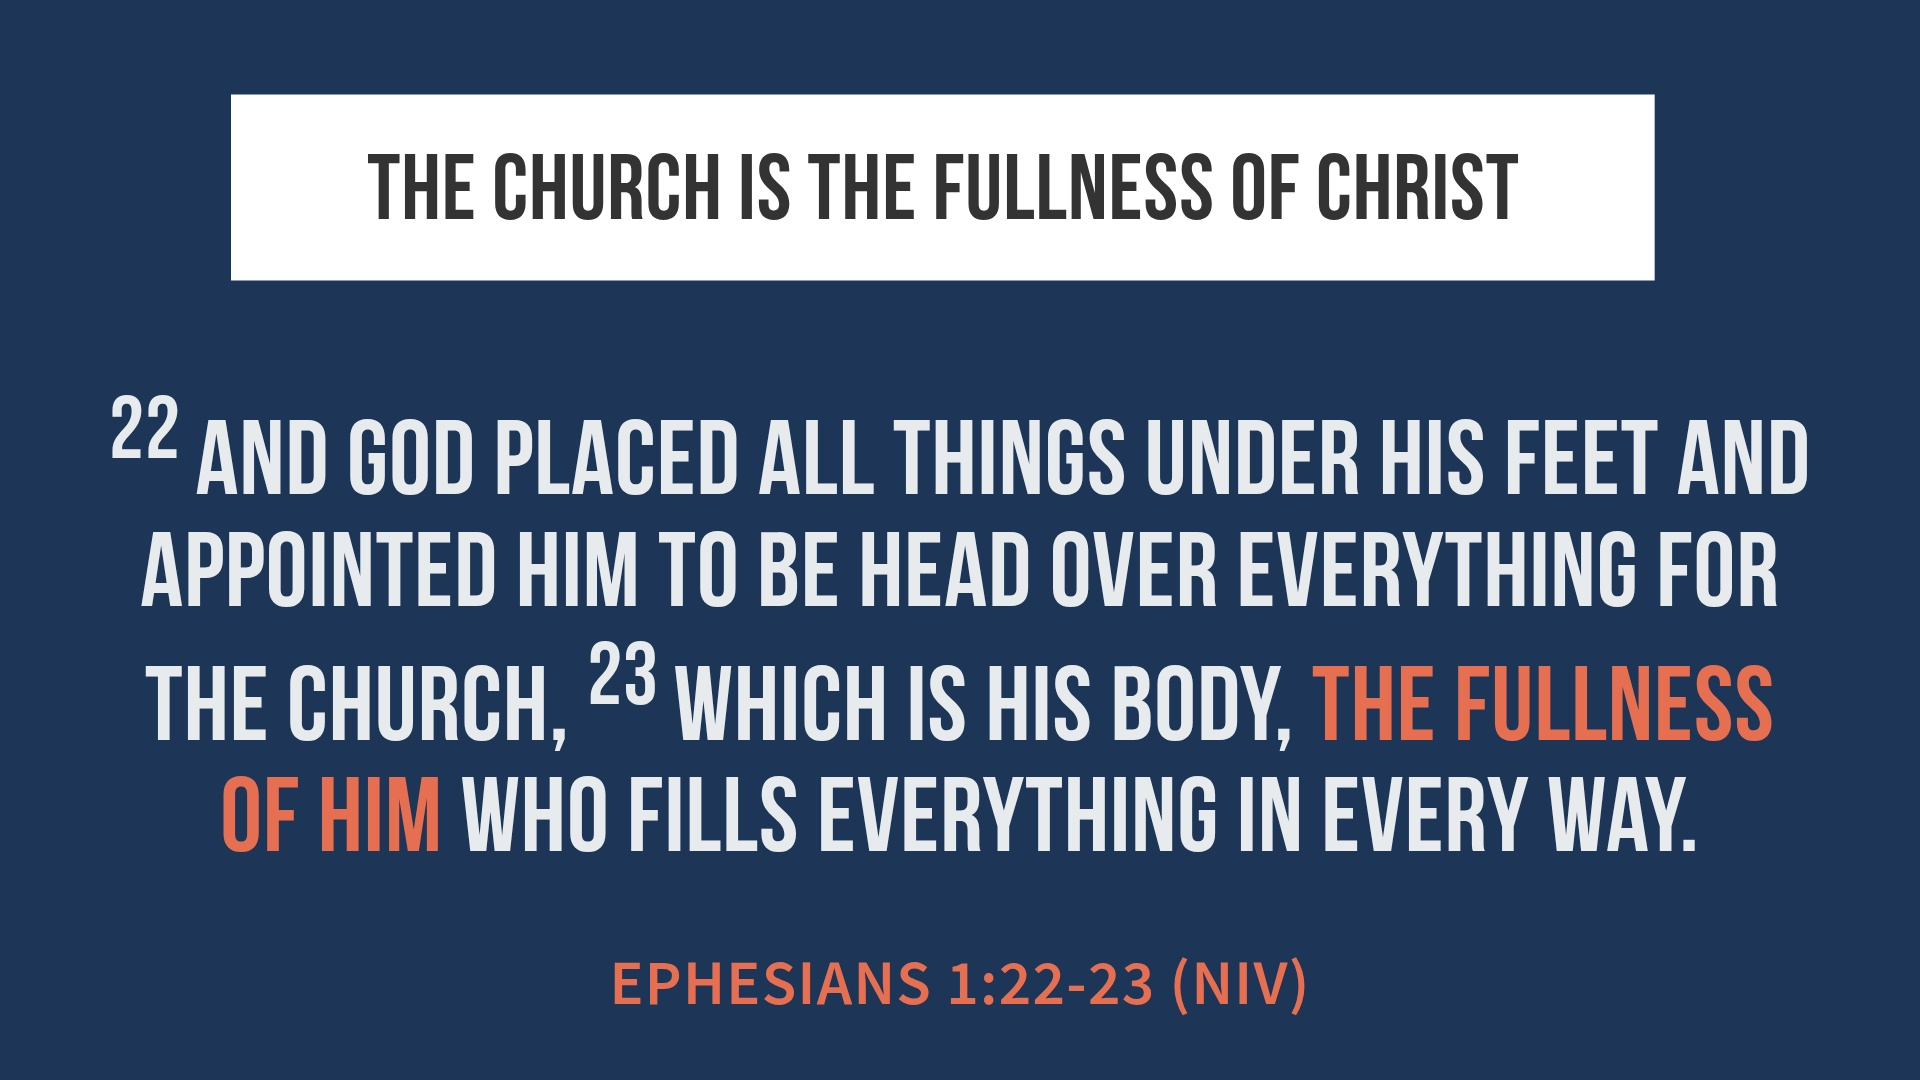 THE CHURCH IS THE FULLNESS OF CHRIST
22 AND GOD PLACED ALL THINGS UNDER HIS FEET AND
APPOINTED HIM TO BE HEAD OVER EVERYTHING FOR
THE CHURCH, 23 WHICH IS HIS BODY, THE FULLNESS
OF HIM WHO FILLS EVERYTHING IN EVERY WAY.
EPHESIANS 1:22-23 (NIV)